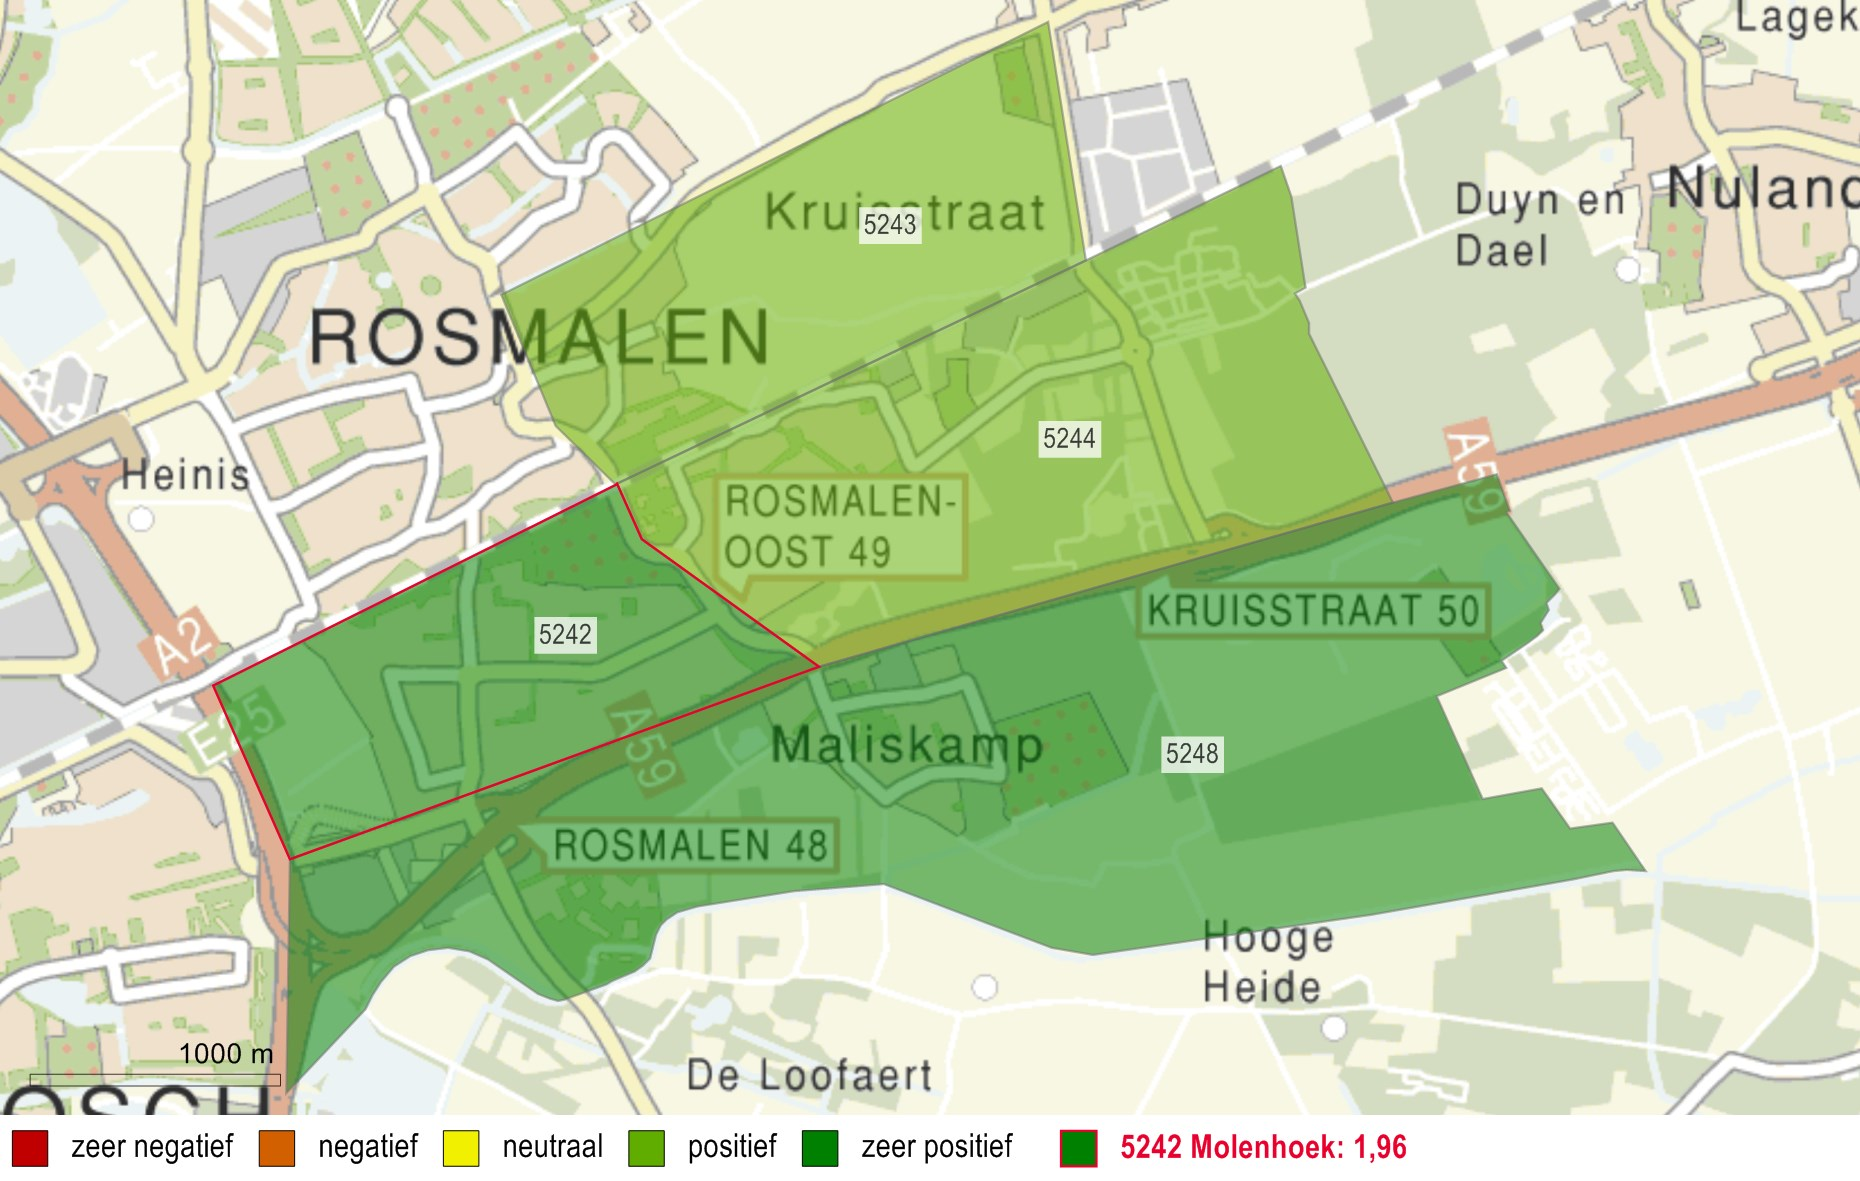 Lagek
Kruisstraat
5243
Duyn en
Dael
Nuland
ROSMALEN
Heinis
5244
A59
ROSMALEN-
OOST 49
KRUISSTRAAT 50
5242
A2
E25
A59
Maliskamp
5248
ROSMALEN 48
Hooge
Heide
De Loofaert
1000 m
OSCH
zeer negatief
negatief
neutraal
positief
zeer positief
5242 Molenhoek: 1,96